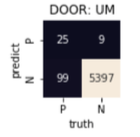 DOOR: UM
P 25 9
N 99 5397
predict
P N
truth